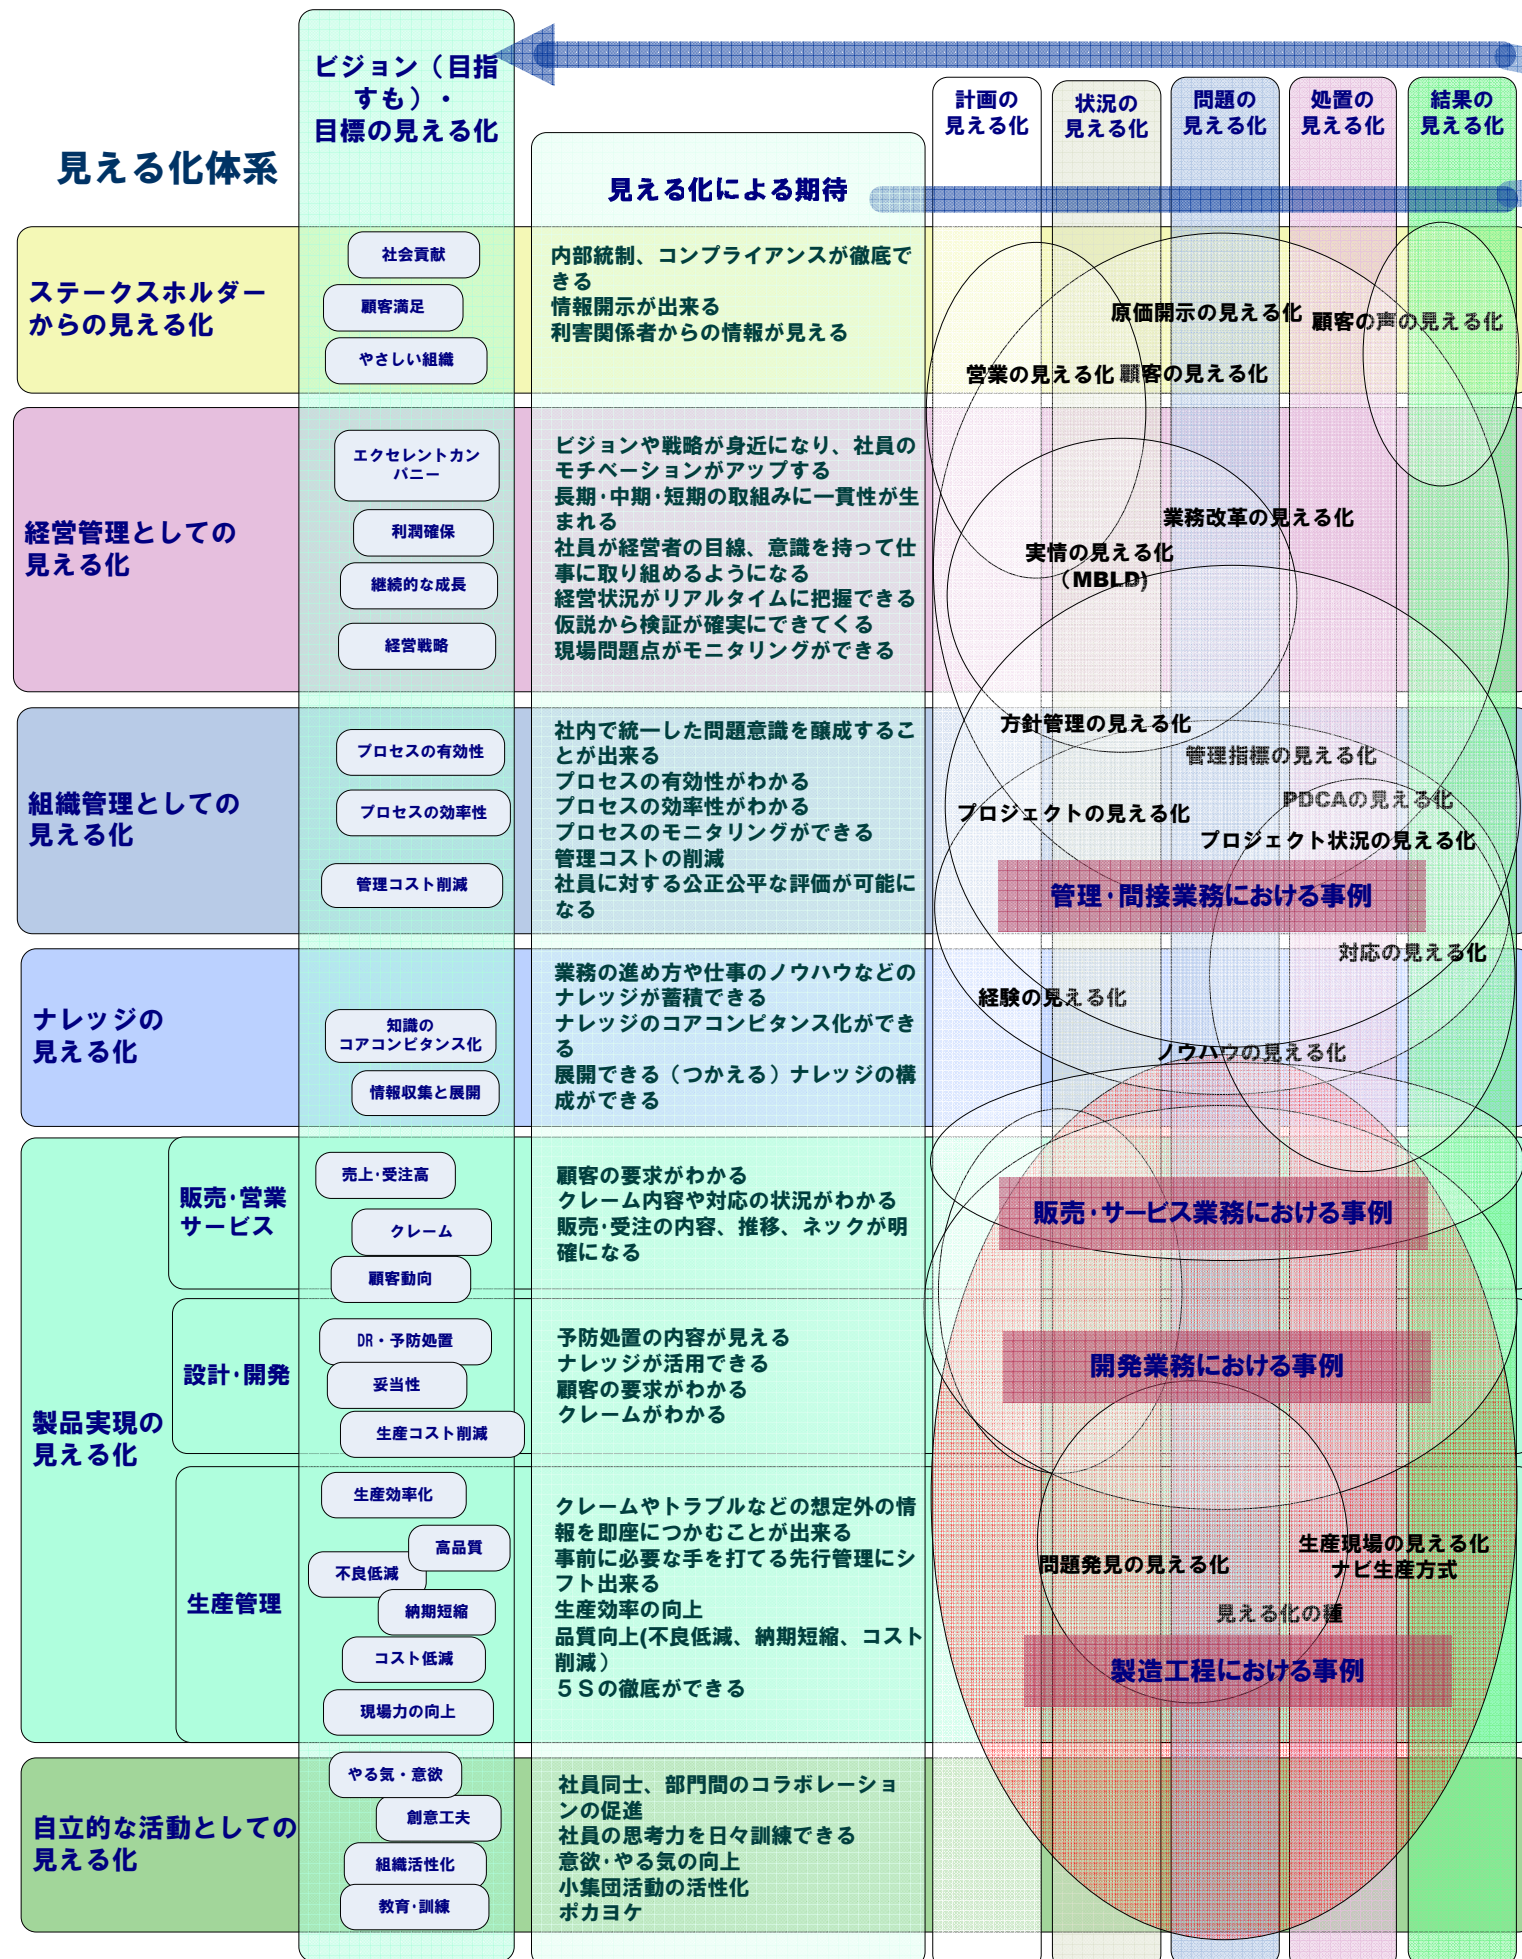 ビジョン（目指
すも）・
目標の見える化
計画の
見える化
状況の
見える化
問題の
見える化
処置の
見える化
結果の
見える化
見える化体系
見える化による期待
ステークスホルダー
からの見える化
社会貢献
顧客満足
やさしい組織
内部統制、コンプライアンスが徹底で
きる
情報開示が出来る
利害関係者からの情報が見える
原価開示の見える化
顧客の声の見える化
営業の見える化
顧客の見える化
経営管理としての
見える化
エクセレントカン
パニー
利潤確保
継続的な成長
経営戦略
ビジョンや戦略が身近になり、社員の
モチベーションがアップする
長期･中期･短期の取組みに一貫性が生
まれる
社員が経営者の目線、意識を持って仕
事に取り組めるようになる
経営状況がリアルタイムに把握できる
仮説から検証が確実にできてくる
現場問題点がモニタリングができる
業務改革の見える化
実情の見える化
（MBLD)
組織管理としての
見える化
プロセスの有効性
プロセスの効率性
管理コスト削減
社内で統一した問題意識を醸成するこ
とが出来る
プロセスの有効性がわかる
プロセスの効率性がわかる
プロセスのモニタリングができる
管理コストの削減
社員に対する公正公平な評価が可能に
なる
方針管理の見える化
管理指標の見える化
PDCAの見える化
プロジェクトの見える化
プロジェクト状況の見える化
管理･間接業務における事例
ナレッジの
見える化
知識の
コアコンピタンス化
情報収集と展開
業務の進め方や仕事のノウハウなどの
ナレッジが蓄積できる
ナレッジのコアコンピタンス化ができ
る
展開できる（つかえる）ナレッジの構
成ができる
対応の見える化
経験の見える化
ノウハウの見える化
製品実現の
見える化
販売･営業
サービス
売上･受注高
クレーム
顧客動向
顧客の要求がわかる
クレーム内容や対応の状況がわかる
販売･受注の内容、推移、ネックが明
確になる
販売･サービス業務における事例
設計･開発
DR・予防処置
妥当性
生産コスト削減
予防処置の内容が見える
ナレッジが活用できる
顧客の要求がわかる
クレームがわかる
開発業務における事例
生産管理
生産効率化
高品質
不良低減
納期短縮
コスト低減
現場力の向上
クレームやトラブルなどの想定外の情
報を即座につかむことが出来る
事前に必要な手を打てる先行管理にシ
フト出来る
生産効率の向上
品質向上(不良低減、納期短縮、コスト
削減）
５Ｓの徹底ができる
問題発見の見える化
生産現場の見える化
ナビ生産方式
見える化の種
製造工程における事例
自立的な活動としての
見える化
やる気・意欲
創意工夫
組織活性化
教育･訓練
社員同士、部門間のコラボレーショ
ンの促進
社員の思考力を日々訓練できる
意欲･やる気の向上
小集団活動の活性化
ポカヨケ